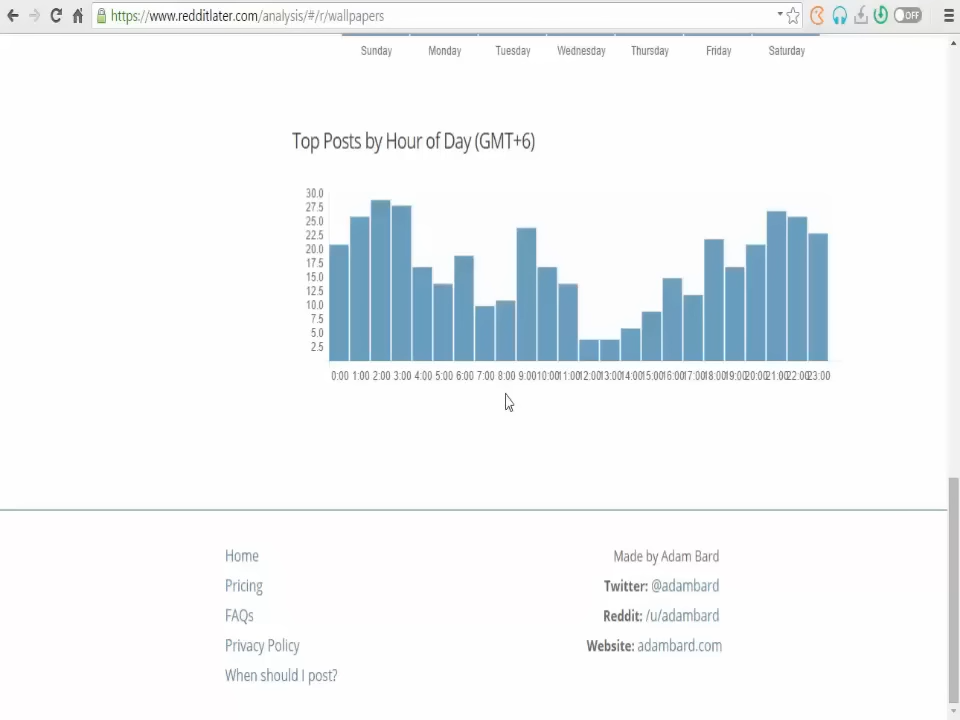 https://www.redditlater.com/analysis/#/r/wallpapers
OFF
Sunday Monday Tuesday Wednesday Thursday Friday Saturday
Top Posts by Hour of Day (GMT+6)
30.0
27.5
25.0
22.5
20.0
17.5
15.0
12.5
10.0
7.5
5.0
2.5
0:00 1:00 2:00 3:00 4:00 5:00 6:00 7:00 8:00 9:00 10:00 11:00 12:00 13:00 14:00 15:00 16:00 17:00 18:00 19:00 20:00 21:00 22:00 23:00
Home
Pricing
FAQs
Privacy Policy
When should I post?
Made by Adam Bard
Twitter: @adambard
Reddit: /u/adambard
Website: adambard.com